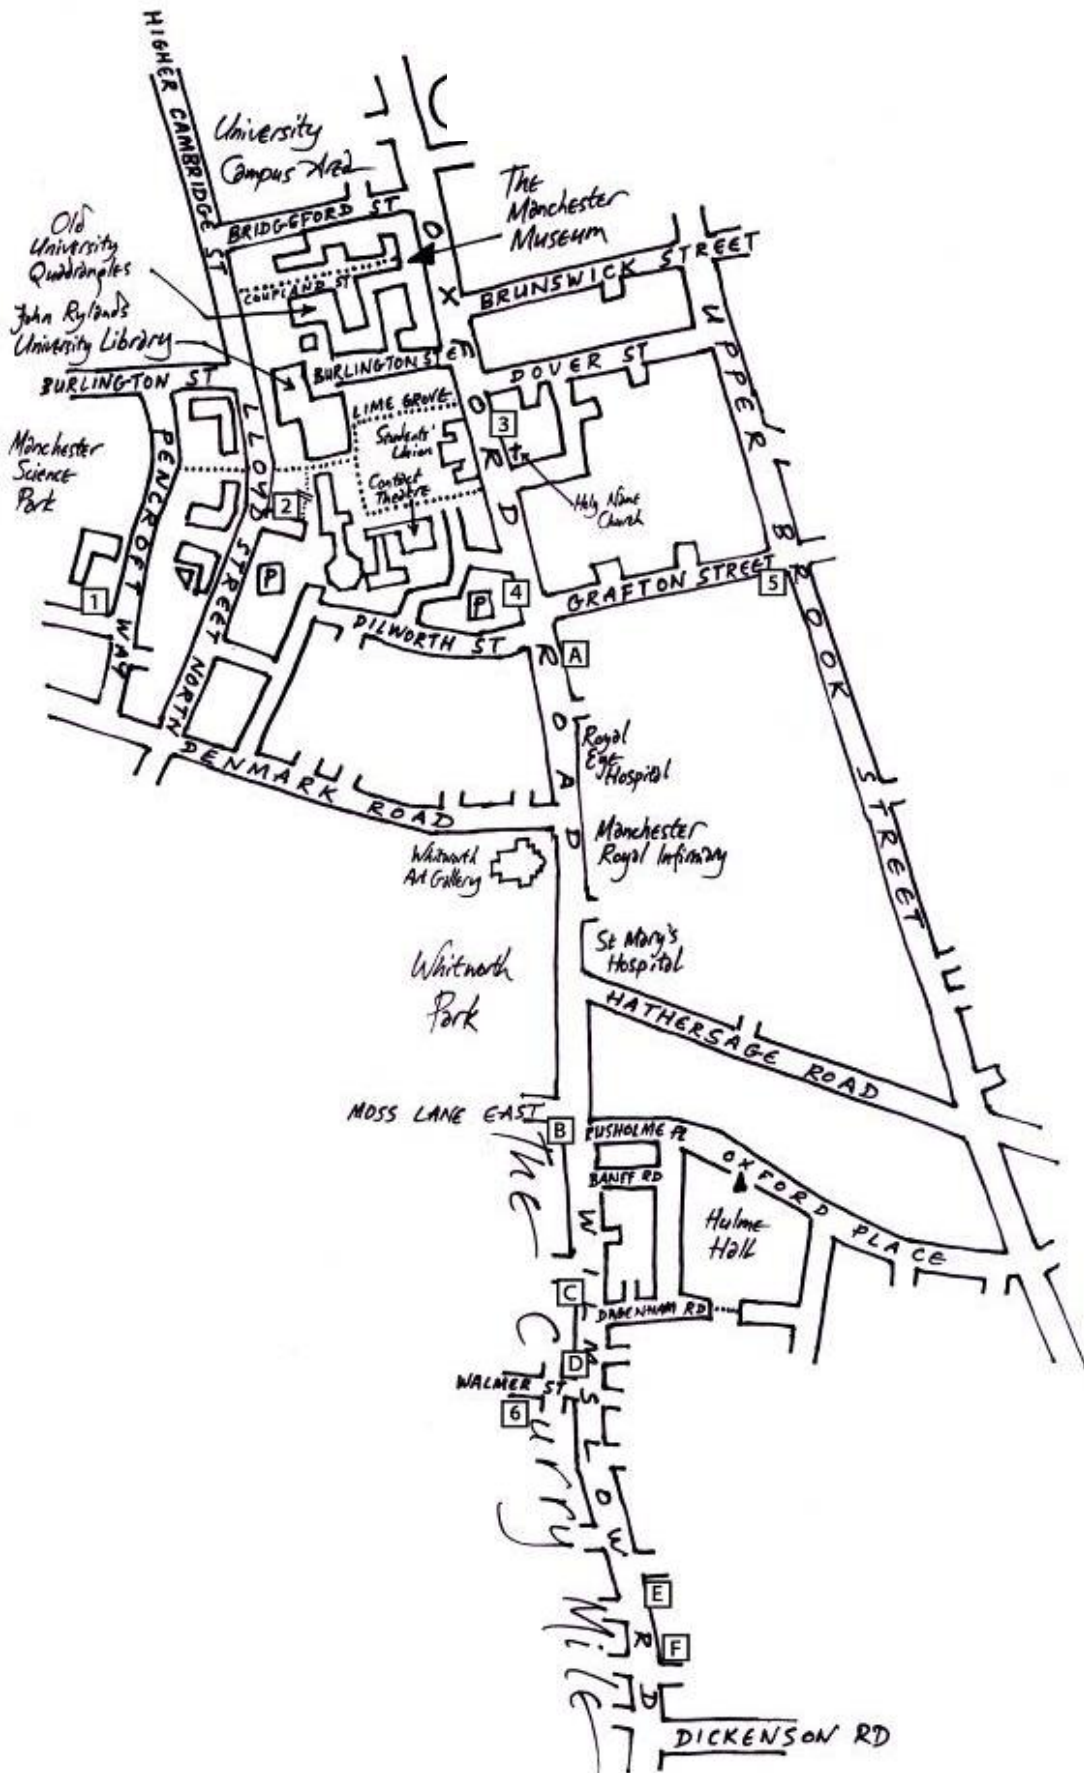 HIGHER CAMBRIDGE ST
University
Campus Area
BRIDGEFORD ST
The
Manchester
Museum
Old
University
Quadrangles
COUPLAND ST
John Rylands
University Library
BURLINGTON ST
BURLINGTON STET
BRUNSWICK STREET
DOVER ST
UPPER BROOK STREET
LIME GROVE
Students'
Union
Contact
Theatre
3
Holy Name
Church
Manchester
Science
Park
PENCROFT WAY
LLOYD STREET NORTH
2
1
P
P
4
GRAFTON STREET
5
DILWORTH ST
OXFORD ROAD
A
Royal
Eye
Hospital
DENMARK ROAD
Manchester
Royal Infirmary
Whitworth
Art Gallery
St Mary's
Hospital
Whitworth
Park
HATHERSAGE ROAD
MOSS LANE EAST
B
RUSHOLME PL
OXFORD PLACE
BANFF RD
Hulme
Hall
The Curry Mile
WILMSLOW RD
C
DAGENHAM RD
D
WALMER ST
6
E
F
DICKENSON RD